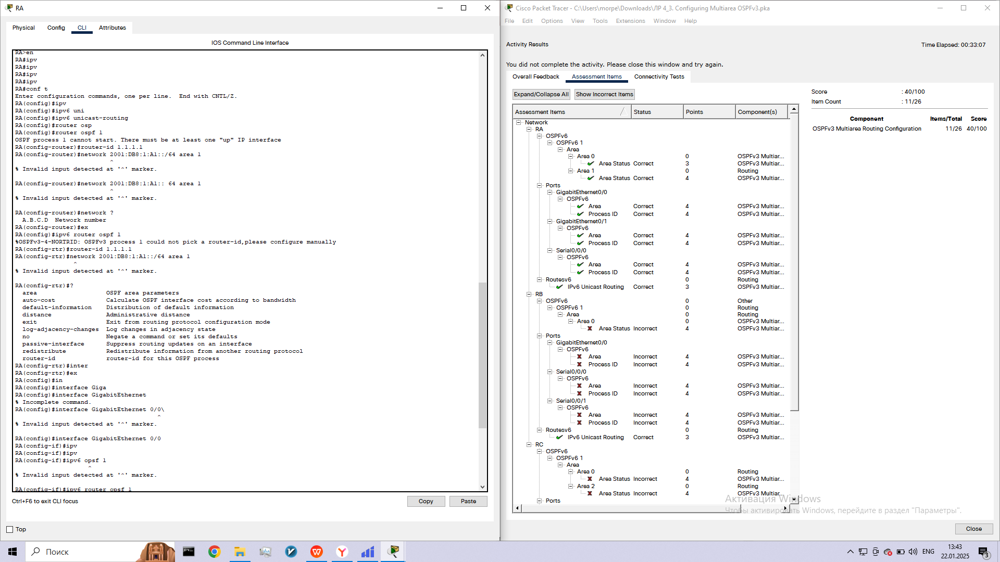 RA
Physical Config CLI Attributes
IOS Command Line Interface
RA>en
RA#ipv
RA#ipv
RA#ipv
RA#ipv
RA#conf t
Enter configuration commands, one per line.  End with CNTL/Z.
RA(config)#ipv
RA(config)#ipv6 uni
RA(config)#ipv6 unicast-routing
RA(config)#router osp
RA(config)#router ospf 1
OSPF process 1 cannot start. There must be at least one "up" IP interface
RA(config-router)#router-id 1.1.1.1
RA(config-router)#network 2001:DB8:1:A1::/64 area 1
^
% Invalid input detected at '^' marker.
RA(config-router)#network 2001:DB8:1:A1:: 64 area 1
^
% Invalid input detected at '^' marker.
RA(config-router)#network ?
A.B.C.D  Network number
RA(config-router)#ex
RA(config)#ipv6 router ospf 1
%OSPFv3-4-NORTRID: OSPFv3 process 1 could not pick a router-id,please configure manually
RA(config-rtr)#router-id 1.1.1.1
RA(config-rtr)#network 2001:DB8:1:A1::/64 area 1
^
% Invalid input detected at '^' marker.
RA(config-rtr)#?
area OSPF area parameters
auto-cost Calculate OSPF interface cost according to bandwidth
default-information Distribution of default information
distance Administrative distance
exit Exit from routing protocol configuration mode
log-adjacency-changes Log changes in adjacency state
no Negate a command or set its defaults
passive-interface Suppress routing updates on an interface
redistribute Redistribute information from another routing protocol
router-id router-id for this OSPF process
RA(config-rtr)#inter
RA(config-rtr)#ex
RA(config)#in
RA(config)#interface Giga
RA(config)#interface GigabitEthernet
% Incomplete command.
RA(config)#interface GigabitEthernet 0/0\
^
% Invalid input detected at '^' marker.
RA(config)#interface GigabitEthernet 0/0
RA(config-if)#ipv
RA(config-if)#ipv
RA(config-if)#ipv6 opsf 1
^
% Invalid input detected at '^' marker.
RA(config-if)#ipv6 router opsf 1
Ctrl+F6 to exit CLI focus
Copy
Paste
Top
Cisco Packet Tracer - C:\Users\morpe\Downloads\ЛР 4_3. Configuring Multiarea OSPFv3.pka
File Edit Options View Tools Extensions Window Help
Activity Results
Time Elapsed: 00:33:07
You did not complete the activity. Please close this window and try again.
Overall Feedback Assessment Items Connectivity Tests
Expand/Collapse All Show Incorrect Items
Assessment Items Status Points Component(s)
Network
RA
OSPFv6
OSPFv6 1
Area
Area 0 0 OSPFv3 Multiar...
Area Status Correct 3 OSPFv3 Multiar...
Area 1 0 Routing
Area Status Correct 4 OSPFv3 Multiar...
Ports
GigabitEthernet0/0
OSPFv6
Area Correct 4 OSPFv3 Multiar...
Process ID Correct 4 OSPFv3 Multiar...
GigabitEthernet0/1
OSPFv6
Area Correct 4 OSPFv3 Multiar...
Process ID Correct 4 OSPFv3 Multiar...
Serial0/0/0
OSPFv6
Area Correct 4 OSPFv3 Multiar...
Process ID Correct 4 OSPFv3 Multiar...
Routesv6 0 Routing
IPv6 Unicast Routing Correct 3 OSPFv3 Multiar...
RB
OSPFv6 0 Other
OSPFv6 1 0 Routing
Area 0 Routing
Area 0 0 OSPFv3 Multiar...
Area Status Incorrect 4 OSPFv3 Multiar...
Ports
GigabitEthernet0/0
OSPFv6
Area Incorrect 4 OSPFv3 Multiar...
Process ID Incorrect 4 OSPFv3 Multiar...
Serial0/0/0
OSPFv6
Area Incorrect 4 OSPFv3 Multiar...
Process ID Incorrect 4 OSPFv3 Multiar...
Serial0/0/1
OSPFv6
Area Incorrect 4 OSPFv3 Multiar...
Process ID Incorrect 4 OSPFv3 Multiar...
Routesv6 0 Routing
IPv6 Unicast Routing Correct 3 OSPFv3 Multiar...
RC
OSPFv6
OSPFv6 1
Area
Area 0 0 Routing
Area Status Incorrect 4 OSPFv3 Multiar...
Area 2 0 Routing
Area Status Incorrect 4 OSPFv3 Multiar...
Ports
Score : 40/100
Item Count : 11/26
Component Items/Total Score
OSPFv3 Multiarea Routing Configuration 11/26 40/100
Активация Windows
Чтобы активировать Windows, перейдите в раздел "Параметры".
Close
Поиск
ENG
13:43
22.01.2025
3